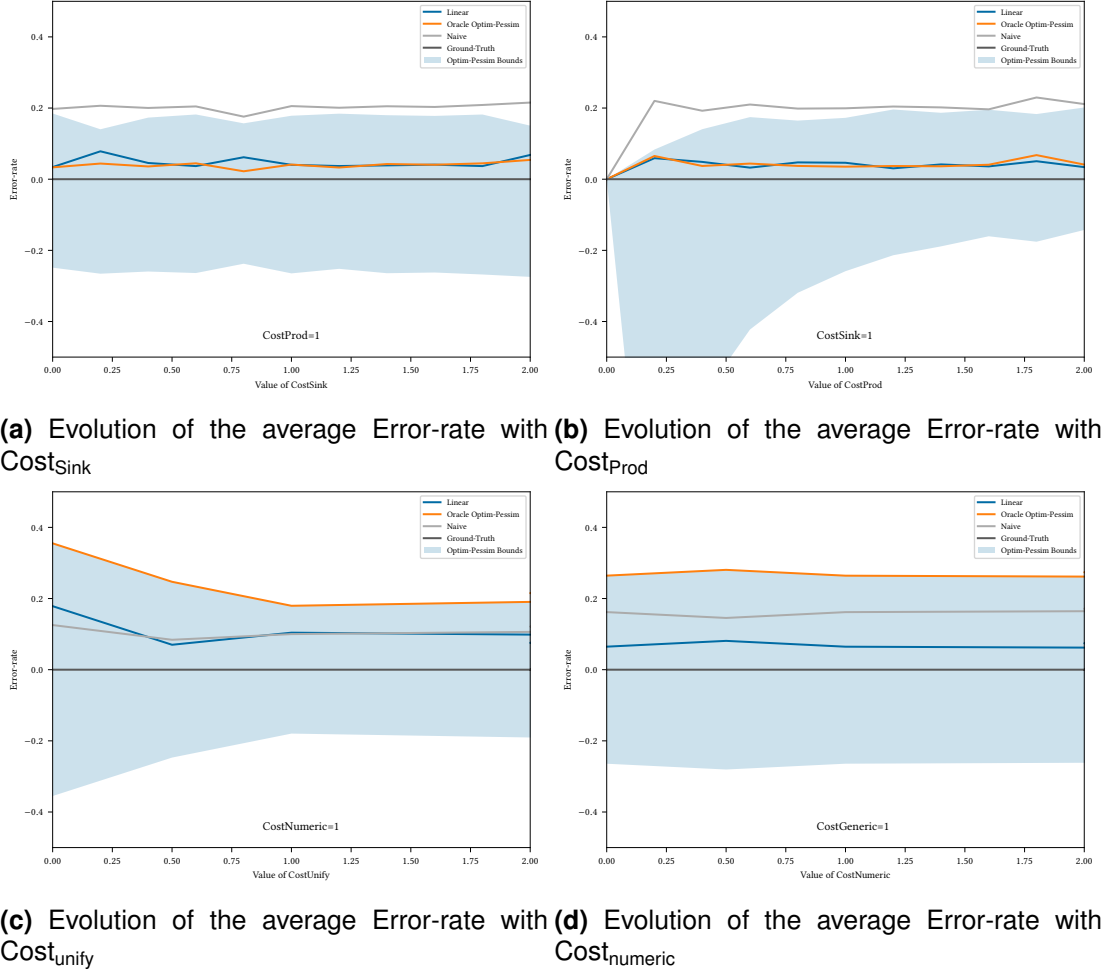 0.4
0.2
0.0
−0.2
−0.4
Error-rate
Linear
Oracle Optim-Pessim
Naive
Ground-Truth
Optim-Pessim Bounds
CostProd=1
0.00 0.25 0.50 0.75 1.00 1.25 1.50 1.75 2.00
Value of CostSink
0.4
0.2
0.0
−0.2
−0.4
Error-rate
Linear
Oracle Optim-Pessim
Naive
Ground-Truth
Optim-Pessim Bounds
CostSink=1
0.00 0.25 0.50 0.75 1.00 1.25 1.50 1.75 2.00
Value of CostProd
(a) Evolution of the average Error-rate with
CostSink
(b) Evolution of the average Error-rate with
CostProd
0.4
0.2
0.0
−0.2
−0.4
Error-rate
Linear
Oracle Optim-Pessim
Naive
Ground-Truth
Optim-Pessim Bounds
CostNumeric=1
0.00 0.25 0.50 0.75 1.00 1.25 1.50 1.75 2.00
Value of CostUnify
0.4
0.2
0.0
−0.2
−0.4
Error-rate
Linear
Oracle Optim-Pessim
Naive
Ground-Truth
Optim-Pessim Bounds
CostGeneric=1
0.00 0.25 0.50 0.75 1.00 1.25 1.50 1.75 2.00
Value of CostNumeric
(c) Evolution of the average Error-rate with
Costunify
(d) Evolution of the average Error-rate with
Costnumeric